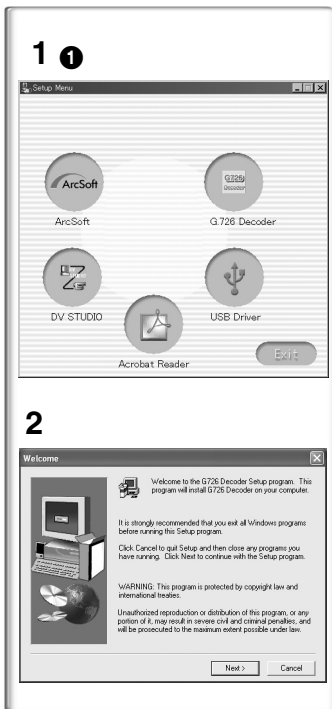 1 ❶
Setup Menu
ArcSoft
G726
Decoder
ArcSoft
G.726 Decoder
DV STUDIO
USB Driver
Acrobat Reader
Exit
2
Welcome
Welcome to the G726 Decoder Setup program. This
program will install G726 Decoder on your computer.
It is strongly recommended that you exit all Windows programs
before running this Setup program.
Click Cancel to quit Setup and then close any programs you
have running. Click Next to continue with the Setup program.
WARNING: This program is protected by copyright law and
international treaties.
Unauthorized reproduction or distribution of this program, or any
portion of it, may result in severe civil and criminal penalties, and
will be prosecuted to the maximum extent possible under law.
Next >
Cancel